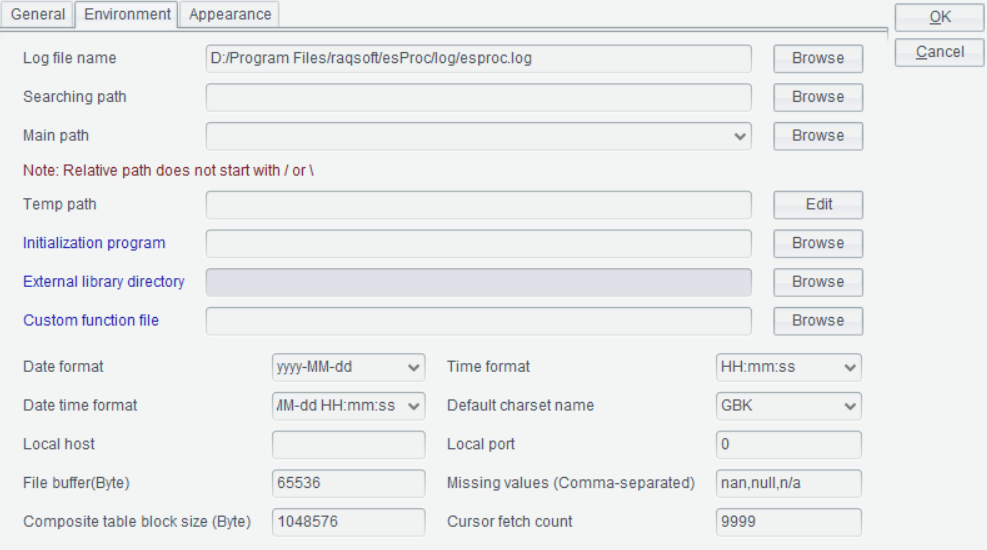 General Environment Appearance
OK
Log file name D:/Program Files/raqsoft/esProc/log/esproc.log Browse
Cancel
Searching path Browse
Main path Browse
Note: Relative path does not start with / or \
Temp path Edit
Initialization program Browse
External library directory Browse
Custom function file Browse
Date format yyyy-MM-dd Time format HH:mm:ss
Date time format MM-dd HH:mm:ss Default charset name GBK
Local host Local port 0
File buffer(Byte) 65536 Missing values (Comma-separated) nan,null,n/a
Composite table block size (Byte) 1048576 Cursor fetch count 9999